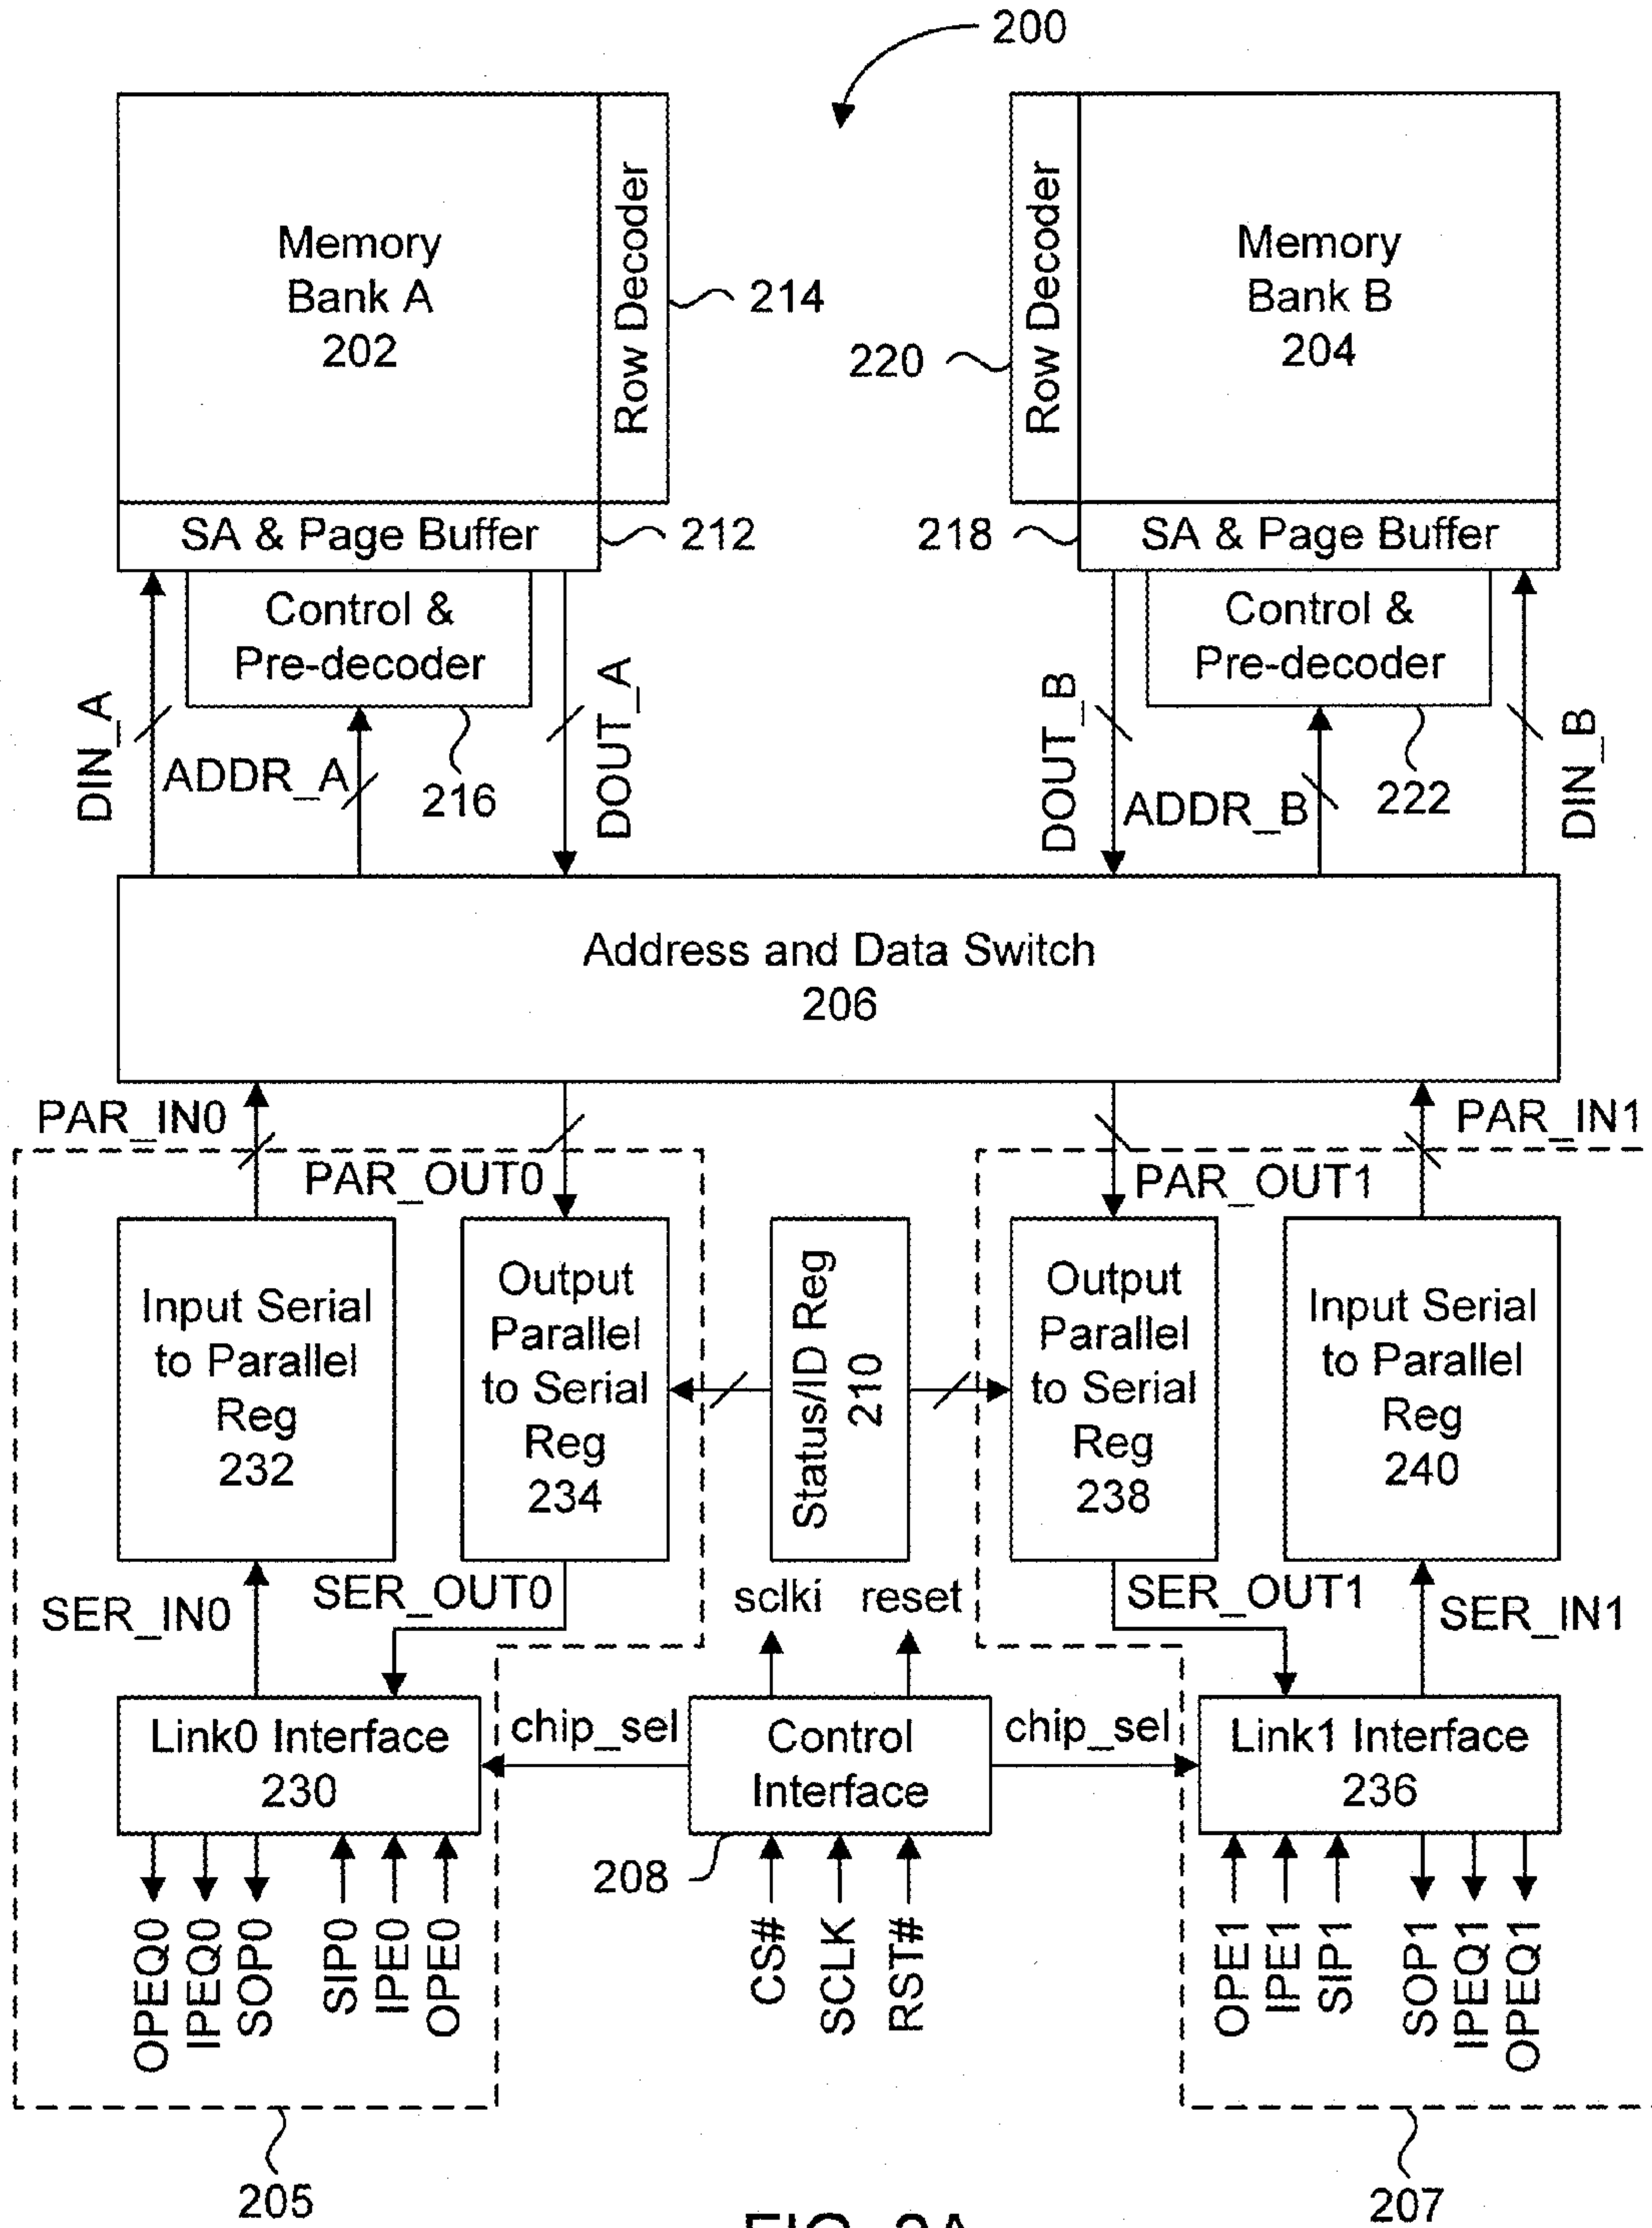 200
Memory
Bank A
202
Row Decoder
214
220
Row Decoder
Memory
Bank B
204
SA & Page Buffer
212
218
SA & Page Buffer
Control &
Pre-decoder
216
Control &
Pre-decoder
222
DIN_A
ADDR_A
DOUT_A
DOUT_B
ADDR_B
DIN_B
Address and Data Switch
206
PAR_IN0
PAR_OUT0
PAR_OUT1
PAR_IN1
Input Serial
to Parallel
Reg
232
Output
Parallel
to Serial
Reg
234
Status/ID Reg
210
Output
Parallel
to Serial
Reg
238
Input Serial
to Parallel
Reg
240
SER_IN0
SER_OUT0
sclki
reset
SER_OUT1
SER_IN1
Link0 Interface
230
chip_sel
Control
Interface
208
chip_sel
Link1 Interface
236
OPEQ0
IPEQ0
SOP0
SIP0
IPE0
OPE0
CS#
SCLK
RST#
OPE1
IPE1
SIP1
SOP1
IPEQ1
OPEQ1
205
207
FIG. 2A